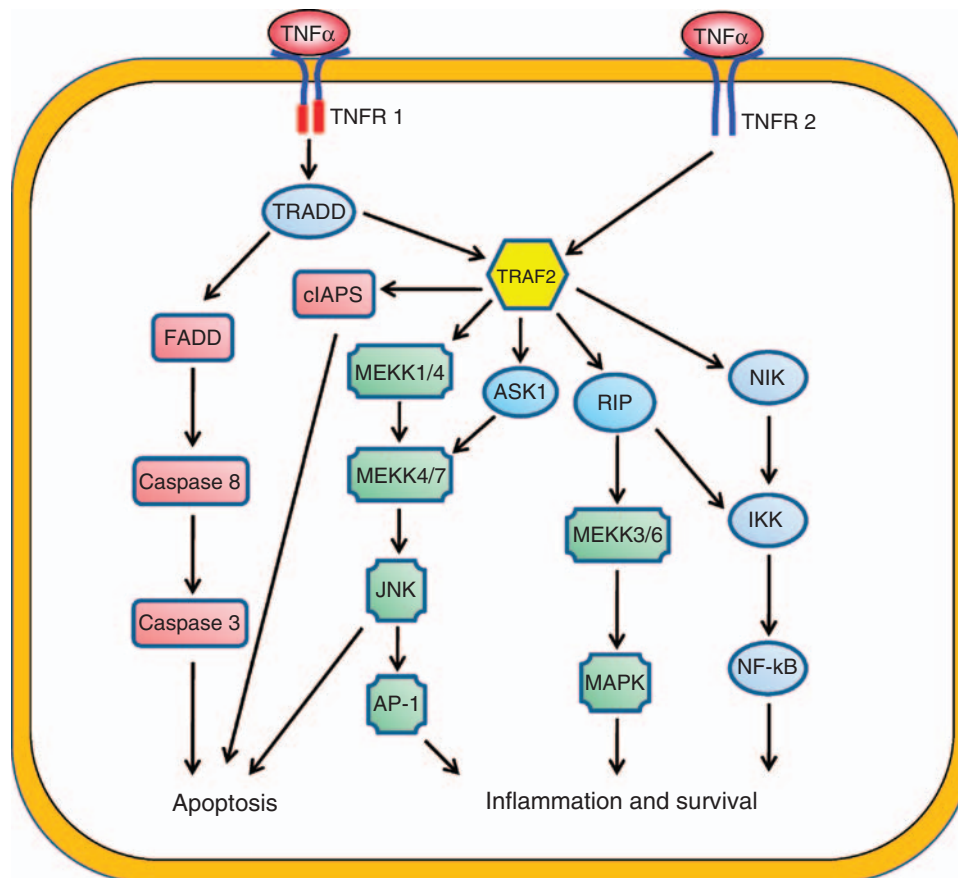 TNFα
TNFα
TNFR 1
TNFR 2
TRADD
TRAF2
cIAPS
FADD
MEKK1/4
ASK1
RIP
NIK
Caspase 8
MEKK4/7
MEKK3/6
IKK
Caspase 3
JNK
AP-1
MAPK
NF-kB
Apoptosis
Inflammation and survival